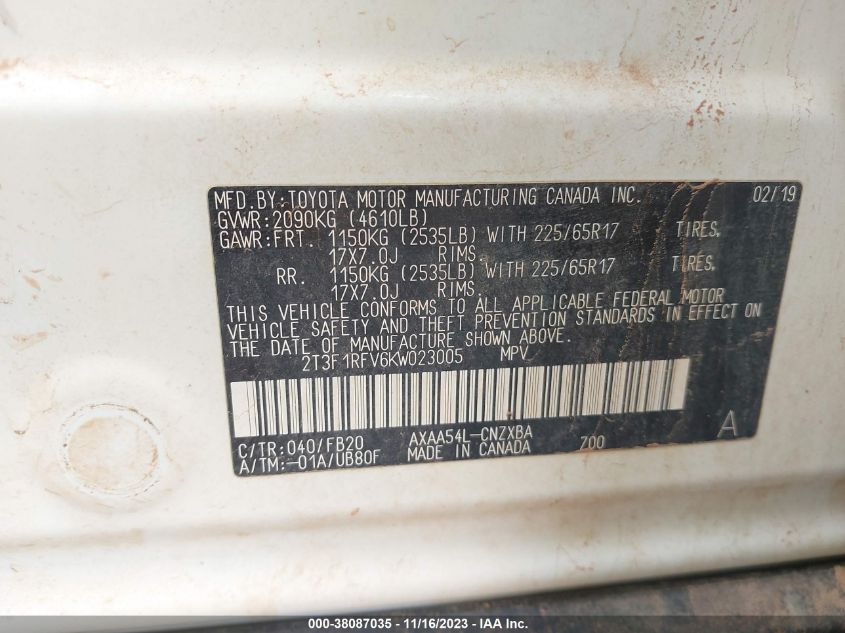 MFD.BY:TOYOTA MOTOR MANUFACTURING CANADA INC. 02/19
GVWR:2090KG (4610LB)
GAWR:FRT. 1150KG (2535LB) WITH 225/65R17 TIRES,
17X7.0J RIMS.
RR. 1150KG (2535LB) WITH 225/65R17 TIRES,
17X7.0J RIMS.
THIS VEHICLE CONFORMS TO ALL APPLICABLE FEDERAL MOTOR
VEHICLE SAFETY AND THEFT PREVENTION STANDARDS IN EFFECT ON
THE DATE OF MANUFACTURE SHOWN ABOVE.
2T3F1RFV6KW023005 MPV
C/TR:040/FB20 AXAA54L-CNZXBA Z00 A
A/TM:-01A/UB80F MADE IN CANADA
000-38087035 - 11/16/2023 - IAA Inc.